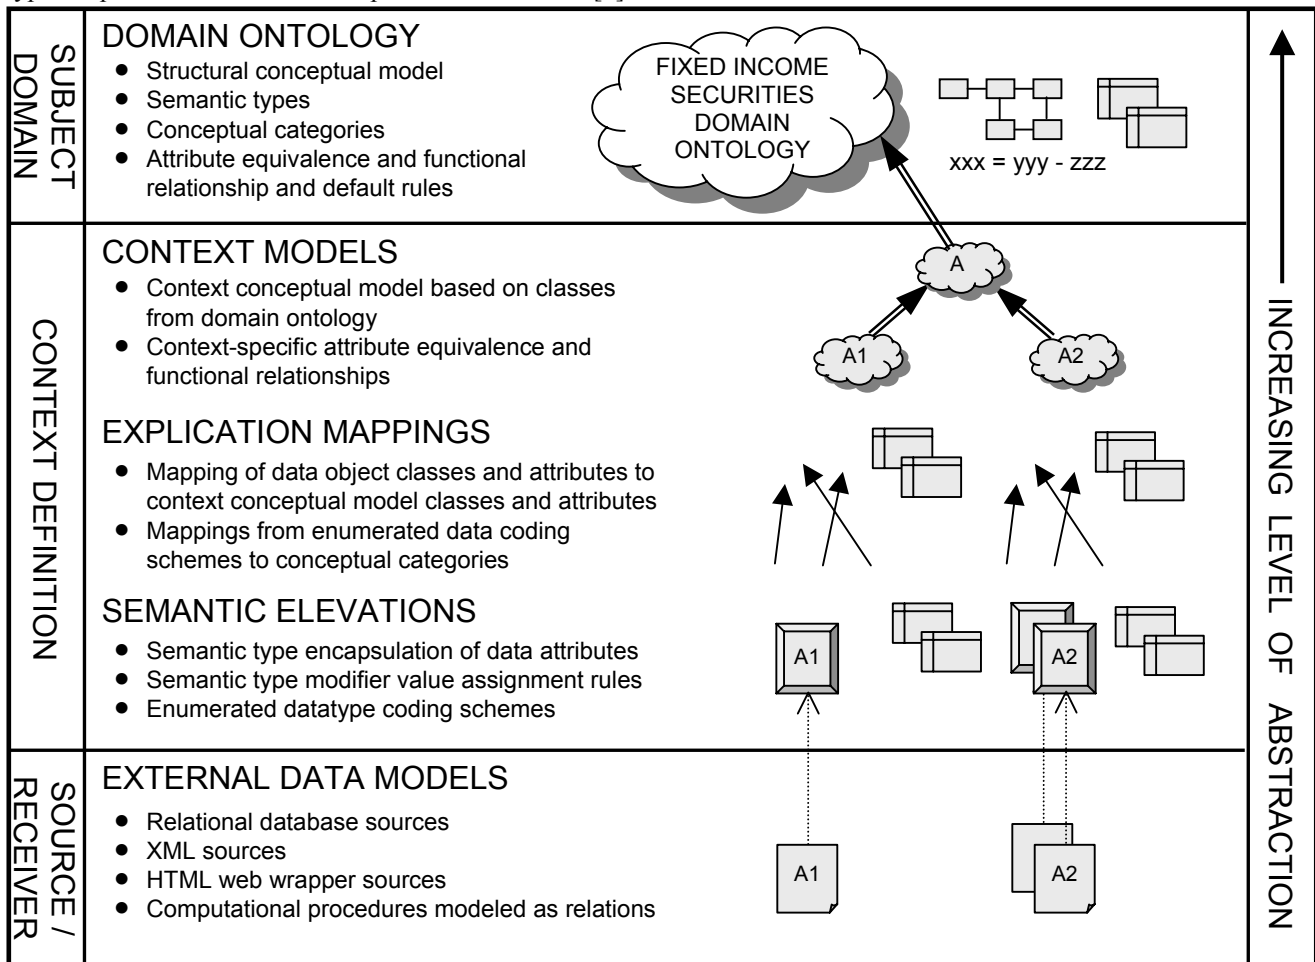 SUBJECT
DOMAIN
DOMAIN ONTOLOGY
● Structural conceptual model
● Semantic types
● Conceptual categories
● Attribute equivalence and functional
relationship and default rules
FIXED INCOME
SECURITIES
DOMAIN
ONTOLOGY
xxx = yyy - zzz
CONTEXT DEFINITION
CONTEXT MODELS
● Context conceptual model based on classes
from domain ontology
● Context-specific attribute equivalence and
functional relationships
A
A1
A2
EXPLICATION MAPPINGS
● Mapping of data object classes and attributes to
context conceptual model classes and attributes
● Mappings from enumerated data coding
schemes to conceptual categories
SEMANTIC ELEVATIONS
● Semantic type encapsulation of data attributes
● Semantic type modifier value assignment rules
● Enumerated datatype coding schemes
A1
A2
SOURCE /
RECEIVER
EXTERNAL DATA MODELS
● Relational database sources
● XML sources
● HTML web wrapper sources
● Computational procedures modeled as relations
A1
A2
INCREASING LEVEL OF ABSTRACTION